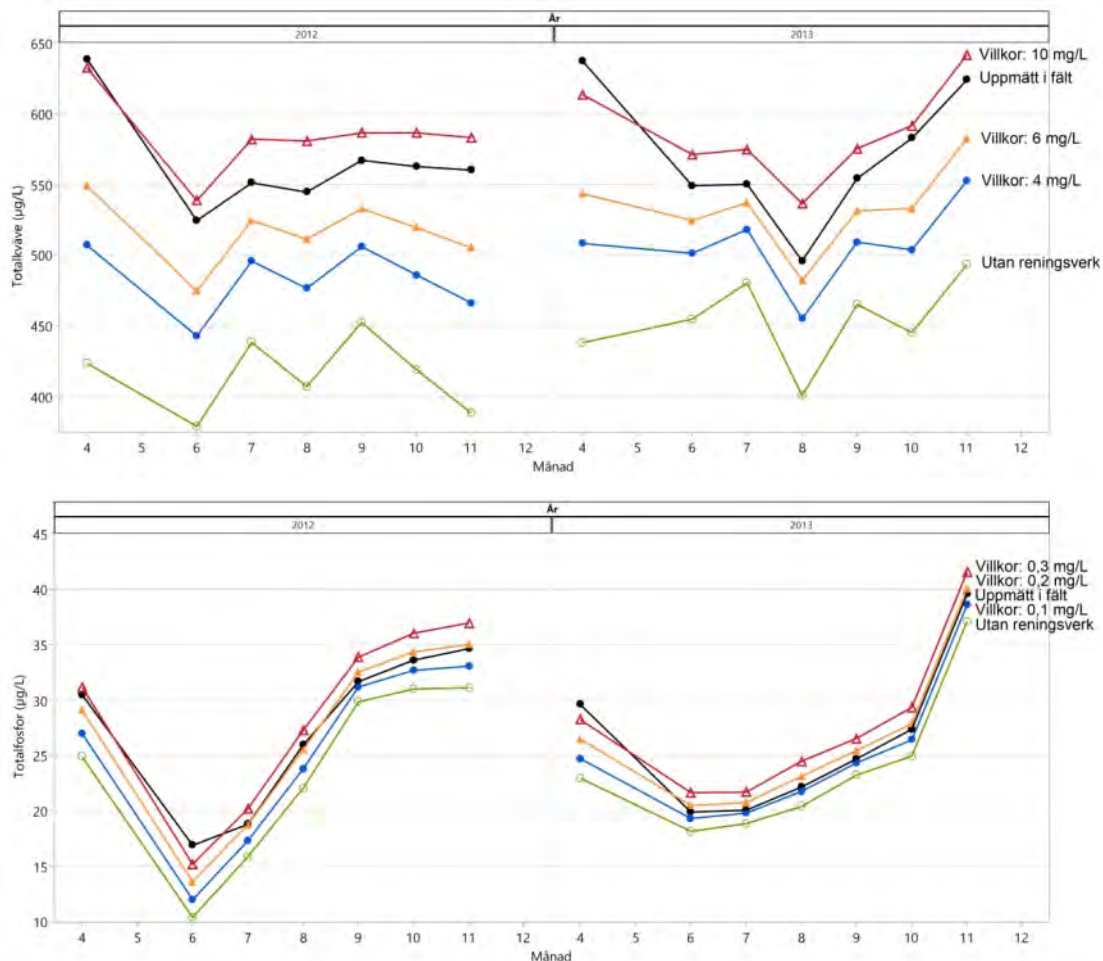 År
2012 2013
650
600
550
500
450
400
Totalkväve (µg/L)
Villkor: 10 mg/L
Uppmätt i fält
Villkor: 6 mg/L
Villkor: 4 mg/L
Utan reningsverk
4 5 6 7 8 9 10 11 12 4 5 6 7 8 9 10 11 12
Månad
År
2012 2013
45
40
35
30
25
20
15
10
Totalfosfor (µg/L)
Villkor: 0,3 mg/L
Villkor: 0,2 mg/L
Uppmätt i fält
Villkor: 0,1 mg/L
Utan reningsverk
4 5 6 7 8 9 10 11 12 4 5 6 7 8 9 10 11 12
Månad